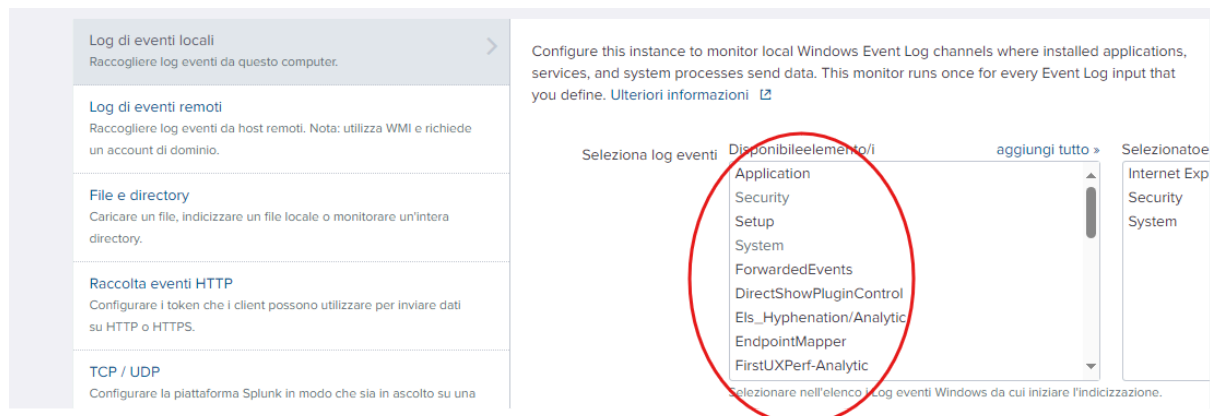 Log di eventi locali
Raccogliere log eventi da questo computer.
Log di eventi remoti
Raccogliere log eventi da host remoti. Nota: utilizza WMI e richiede
un account di dominio.
File e directory
Caricare un file, indicizzare un file locale o monitorare un'intera
directory.
Raccolta eventi HTTP
Configurare i token che i client possono utilizzare per inviare dati
su HTTP o HTTPS.
TCP / UDP
Configurare la piattaforma Splunk in modo che sia in ascolto su una
Configure this instance to monitor local Windows Event Log channels where installed applications,
services, and system processes send data. This monitor runs once for every Event Log input that
you define. Ulteriori informazioni
Seleziona log eventi
Disponibileelemento/i
aggiungi tutto »
Application
Security
Setup
System
ForwardedEvents
DirectShowPluginControl
Els_Hyphenation/Analytic
EndpointMapper
FirstUXPerf-Analytic
Selezionare nell'elenco i Log eventi Windows da cui iniziare l'indicizzazione.
Selezionatoe
Internet Exp
Security
System